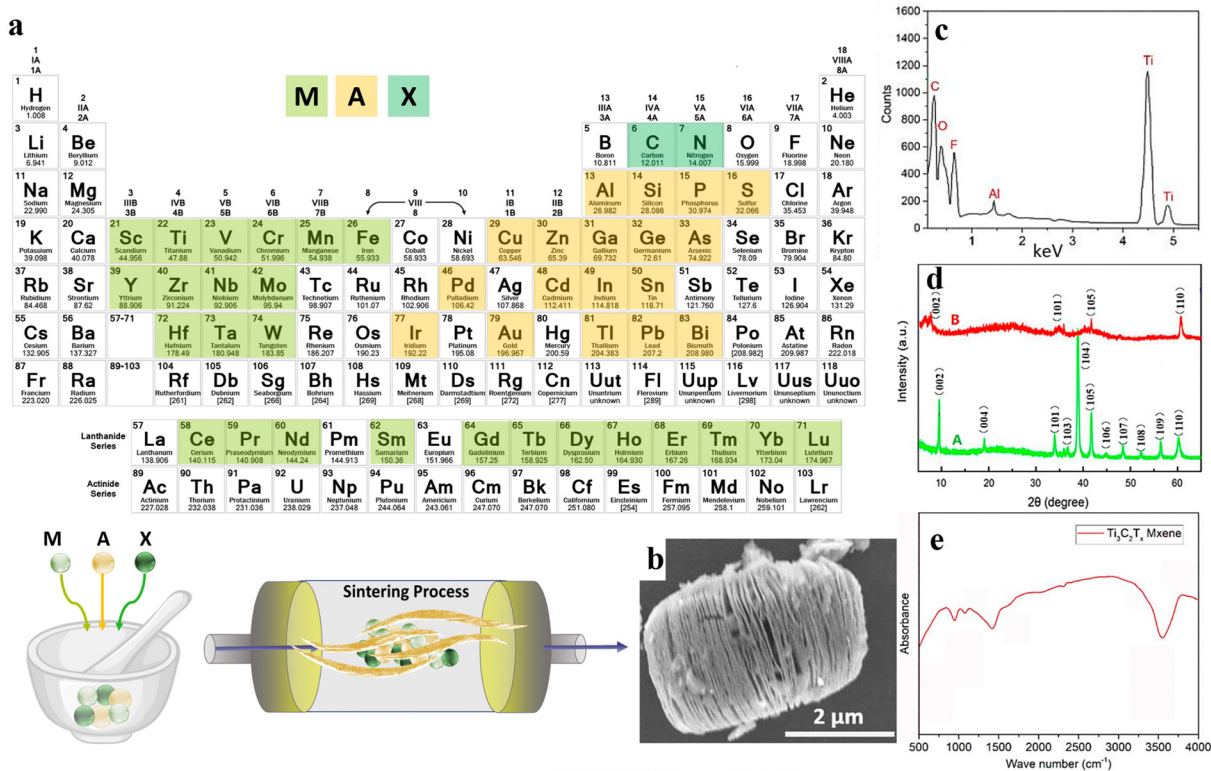 a
1
IA
1A
18
VIIIA
8A
M A X
1
H
Hydrogen
1.008
2
IIA
2A
13
IIIA
3A
14
IVA
4A
15
VA
5A
16
VIA
6A
17
VIIA
7A
2
He
Helium
4.003
3
Li
Lithium
6.941
4
Be
Beryllium
9.012
5
B
Boron
10.811
6
C
Carbon
12.011
7
N
Nitrogen
14.007
8
O
Oxygen
15.999
9
F
Fluorine
18.998
10
Ne
Neon
20.180
11
Na
Sodium
22.990
12
Mg
Magnesium
24.305
3
IIIB
3B
4
IVB
4B
5
VB
5B
6
VIB
6B
7
VIIB
7B
8
9
10
VIII
8
11
IB
1B
12
IIB
2B
13
Al
Aluminum
26.982
14
Si
Silicon
28.086
15
P
Phosphorus
30.974
16
S
Sulfur
32.066
17
Cl
Chlorine
35.453
18
Ar
Argon
39.948
19
K
Potassium
39.098
20
Ca
Calcium
40.078
21
Sc
Scandium
44.956
22
Ti
Titanium
47.88
23
V
Vanadium
50.942
24
Cr
Chromium
51.996
25
Mn
Manganese
54.938
26
Fe
Iron
55.933
27
Co
Cobalt
58.933
28
Ni
Nickel
58.693
29
Cu
Copper
63.546
30
Zn
Zinc
65.39
31
Ga
Gallium
69.732
32
Ge
Germanium
72.61
33
As
Arsenic
74.922
34
Se
Selenium
78.09
35
Br
Bromine
79.904
36
Kr
Krypton
84.80
37
Rb
Rubidium
84.468
38
Sr
Strontium
87.62
39
Y
Yttrium
88.906
40
Zr
Zirconium
91.224
41
Nb
Niobium
92.906
42
Mo
Molybdenum
95.94
43
Tc
Technetium
98.907
44
Ru
Ruthenium
101.07
45
Rh
Rhodium
102.906
46
Pd
Palladium
106.42
47
Ag
Silver
107.868
48
Cd
Cadmium
112.411
49
In
Indium
114.818
50
Sn
Tin
118.71
51
Sb
Antimony
121.760
52
Te
Tellurium
127.6
53
I
Iodine
126.904
54
Xe
Xenon
131.29
55
Cs
Cesium
132.905
56
Ba
Barium
137.327
57-71
72
Hf
Hafnium
178.49
73
Ta
Tantalum
180.948
74
W
Tungsten
183.85
75
Re
Rhenium
186.207
76
Os
Osmium
190.23
77
Ir
Iridium
192.22
78
Pt
Platinum
195.08
79
Au
Gold
196.967
80
Hg
Mercury
200.59
81
Tl
Thallium
204.383
82
Pb
Lead
207.2
83
Bi
Bismuth
208.980
84
Po
Polonium
[208.982]
85
At
Astatine
209.987
86
Rn
Radon
222.018
87
Fr
Francium
223.020
88
Ra
Radium
226.025
89-103
104
Rf
Rutherfordium
[261]
105
Db
Dubnium
[262]
106
Sg
Seaborgium
[266]
107
Bh
Bohrium
[264]
108
Hs
Hassium
[269]
109
Mt
Meitnerium
[268]
110
Ds
Darmstadtium
[269]
111
Rg
Roentgenium
[272]
112
Cn
Copernicium
[277]
113
Uut
Ununtrium
unknown
114
Fl
Flerovium
[289]
115
Uup
Ununpentium
unknown
116
Lv
Livermorium
[298]
117
Uus
Ununseptium
unknown
118
Uuo
Ununoctium
unknown
Lanthanide
Series
57
La
Lanthanum
138.906
58
Ce
Cerium
140.115
59
Pr
Praseodymium
140.908
60
Nd
Neodymium
144.24
61
Pm
Promethium
144.913
62
Sm
Samarium
150.36
63
Eu
Europium
151.966
64
Gd
Gadolinium
157.25
65
Tb
Terbium
158.925
66
Dy
Dysprosium
162.50
67
Ho
Holmium
164.930
68
Er
Erbium
167.26
69
Tm
Thulium
168.934
70
Yb
Ytterbium
173.04
71
Lu
Lutetium
174.967
Actinide
Series
89
Ac
Actinium
227.028
90
Th
Thorium
232.038
91
Pa
Protactinium
231.036
92
U
Uranium
238.029
93
Np
Neptunium
237.048
94
Pu
Plutonium
244.064
95
Am
Americium
243.061
96
Cm
Curium
247.070
97
Bk
Berkelium
247.070
98
Cf
Californium
251.080
99
Es
Einsteinium
[254]
100
Fm
Fermium
257.095
101
Md
Mendelevium
258.1
102
No
Nobelium
259.101
103
Lr
Lawrencium
[262]
M A X
Sintering Process
b
2 μm
c
1600
1400
1200
1000
800
600
400
200
0
Counts
C
O
F
Al
Ti
Ti
0 1 2 3 4 5
keV
d
Intensity (a.u.)
(002)
B
(101)
(105)
(110)
(002)
(004)
A
(101)
(103)
(104)
(105)
(106)
(107)
(108)
(109)
(110)
10 20 30 40 50 60
2θ (degree)
e
Ti3C2Tx Mxene
Absorbance
500 1000 1500 2000 2500 3000 3500 4000
Wave number (cm-1)